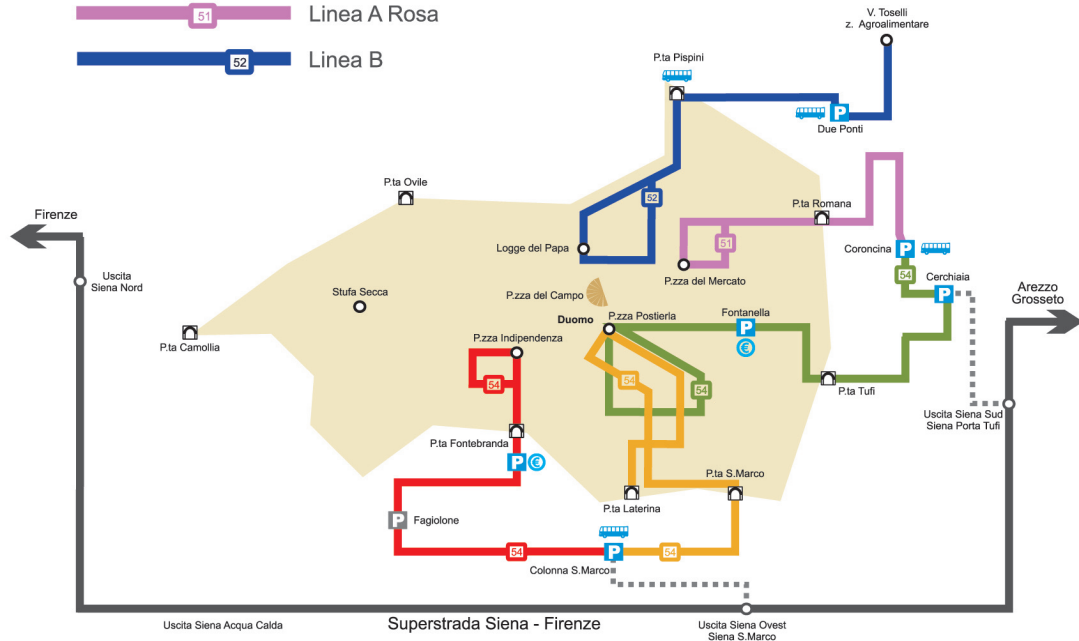 51
Linea A Rosa
52
Linea B
V. Toselli
z. Agroalimentare
P.ta Pispini
P
Due Ponti
P.ta Ovile
52
P.ta Romana
Firenze
Logge del Papa
51
Coroncina
P
54
P.zza del Mercato
Cerchiaia
P
Uscita
Siena Nord
Stufa Secca
P.zza del Campo
Arezzo
Grosseto
Duomo
P.zza Postierla
Fontanella
P
€
P.ta Camollia
P.zza Indipendenza
54
54
54
P.ta Tufi
Uscita Siena Sud
Siena Porta Tufi
P.ta Fontebranda
P
€
P.ta S.Marco
P.ta Laterina
P
Fagiolone
54
P
54
Colonna S.Marco
Uscita Siena Acqua Calda
Superstrada Siena - Firenze
Uscita Siena Ovest
Siena S.Marco